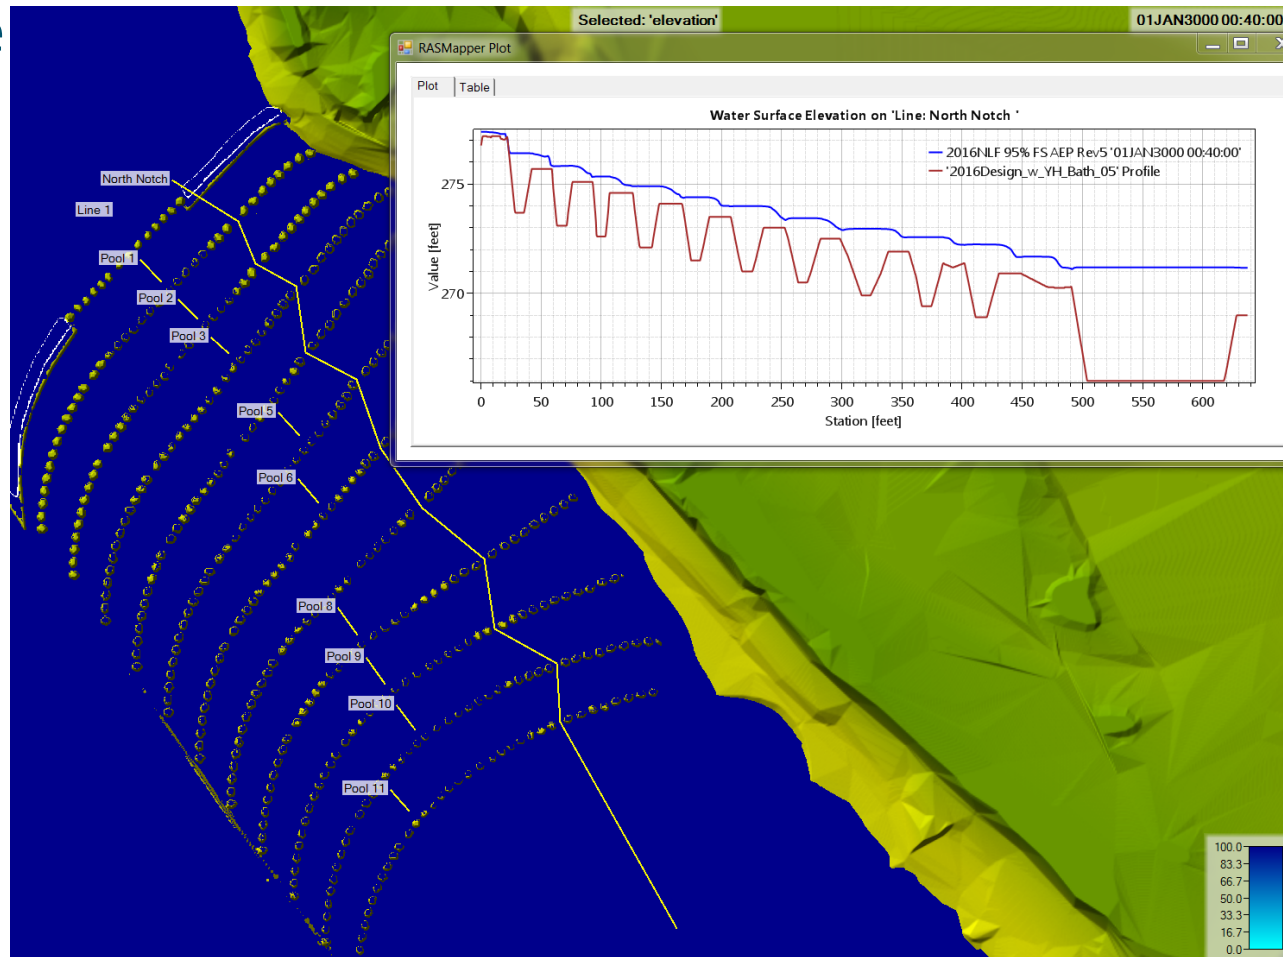 e
Selected: 'elevation'
01JAN3000 00:40:00
RASMapper Plot
Plot
Table
Water Surface Elevation on 'Line: North Notch '
2016NLF 95% FS AEP Rev5 '01JAN3000 00:40:00'
'2016Design_w_YH_Bath_05' Profile
Value [feet]
275
270
0 50 100 150 200 250 300 350 400 450 500 550 600
Station [feet]
North Notch
Line 1
Pool 1
Pool 2
Pool 3
Pool 5
Pool 6
Pool 8
Pool 9
Pool 10
Pool 11
100.0
83.3
66.7
50.0
33.3
16.7
0.0